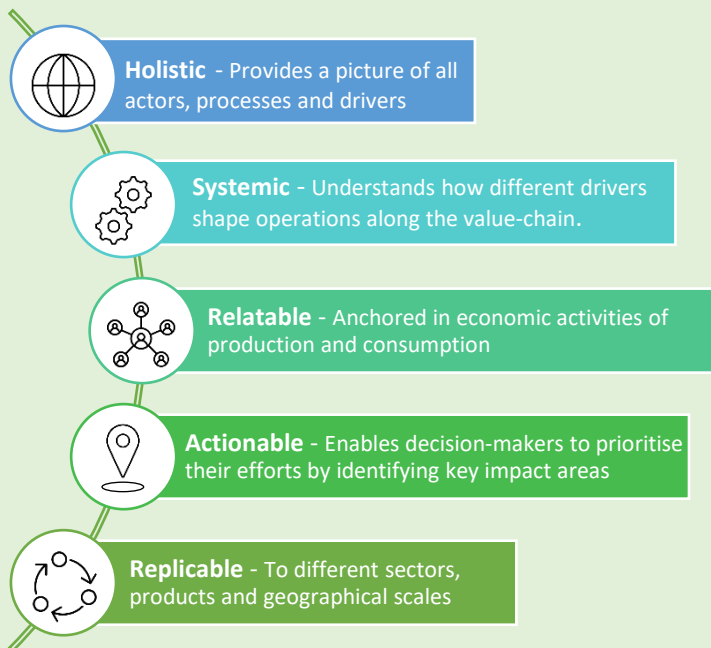 Holistic - Provides a picture of all
actors, processes and drivers
Systemic - Understands how different drivers
shape operations along the value-chain.
Relatable - Anchored in economic activities of
production and consumption
Actionable - Enables decision-makers to prioritise
their efforts by identifying key impact areas
Replicable - To different sectors,
products and geographical scales